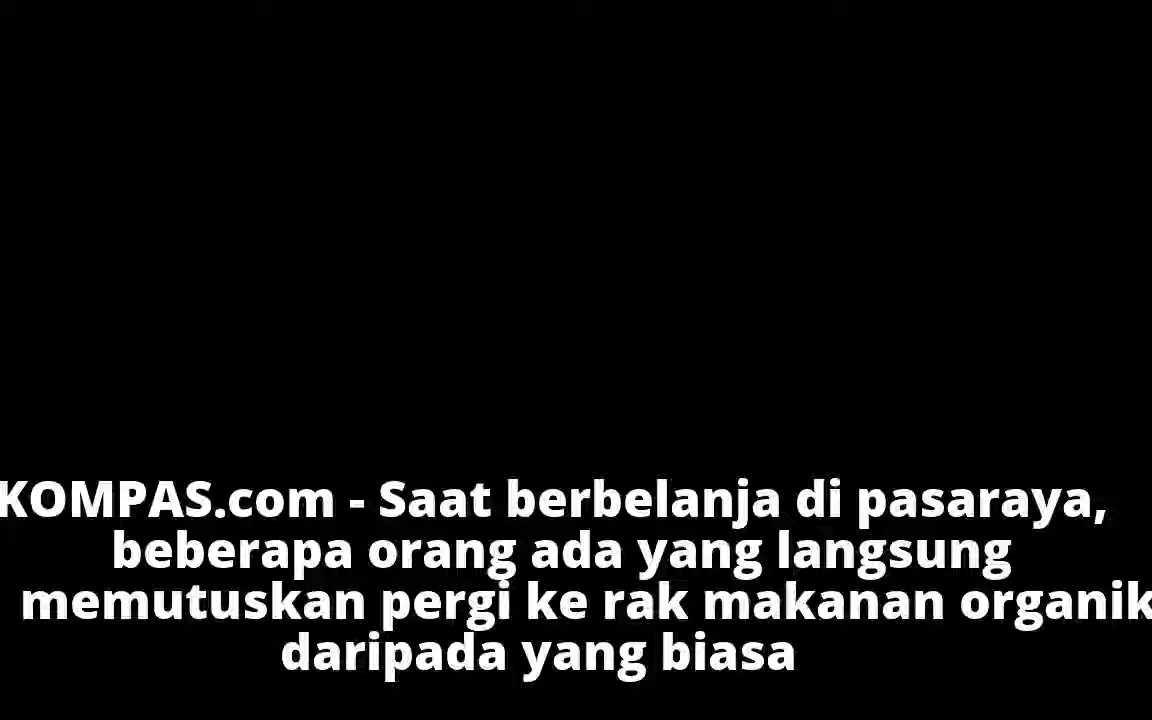 KOMPAS.com - Saat berbelanja di pasaraya,
beberapa orang ada yang langsung
memutuskan pergi ke rak makanan organik
daripada yang biasa